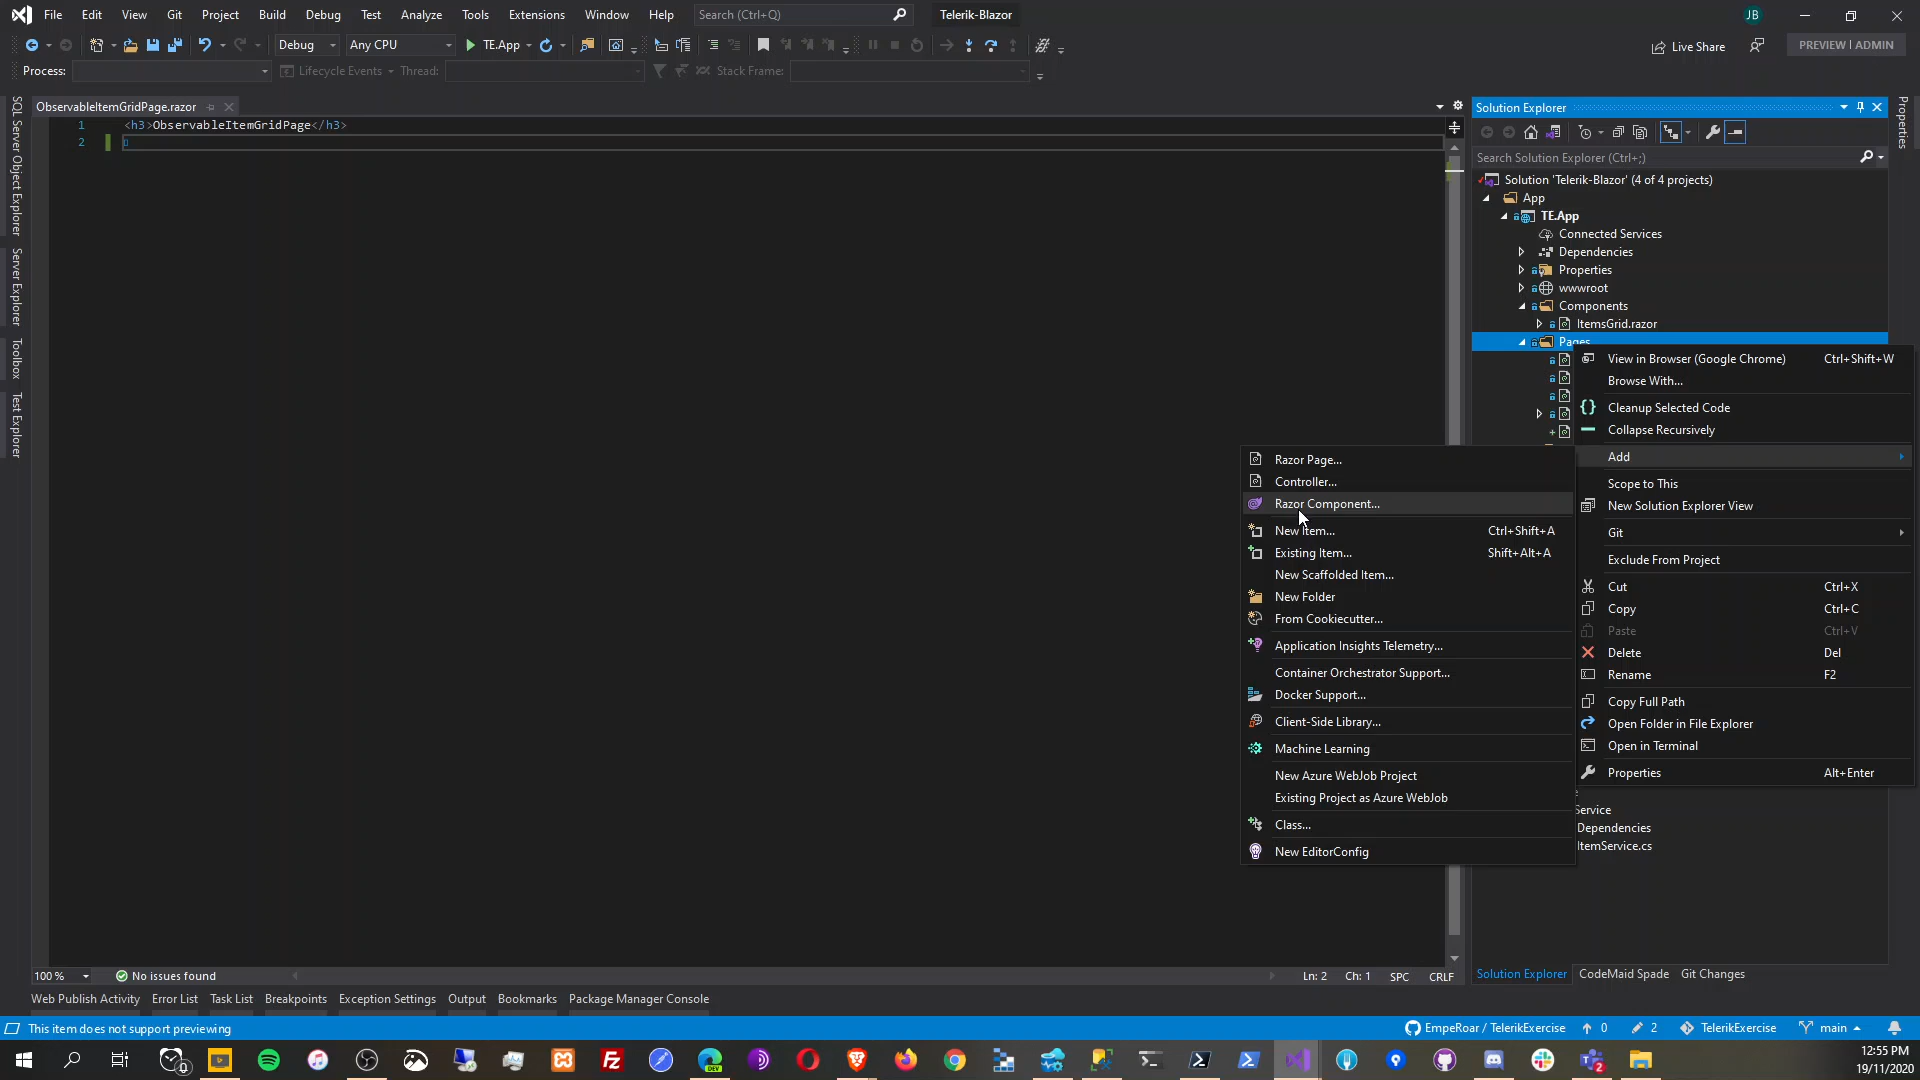 File Edit View Git Project Build Debug Test Analyze Tools Extensions Window Help Search (Ctrl+Q) Telerik-Blazor JB
Debug Any CPU TE.App Live Share PREVIEW | ADMIN
Process: Lifecycle Events Thread: Stack Frame:
SQL Server Object Explorer
Server Explorer
Toolbox
Test Explorer
ObservableItemGridPage.razor
1 <h3>ObservableItemGridPage</h3>
2
Solution Explorer
Properties
Search Solution Explorer (Ctrl+;)
Solution 'Telerik-Blazor' (4 of 4 projects)
App
TE.App
Connected Services
Dependencies
Properties
wwwroot
Components
ItemsGrid.razor
Pages
View in Browser (Google Chrome) Ctrl+Shift+W
Browse With...
Cleanup Selected Code
Collapse Recursively
Add
Scope to This
New Solution Explorer View
Git
Exclude From Project
Cut Ctrl+X
Copy Ctrl+C
Paste Ctrl+V
Delete Del
Rename F2
Copy Full Path
Open Folder in File Explorer
Open in Terminal
Properties Alt+Enter
Razor Page...
Controller...
Razor Component...
New Item... Ctrl+Shift+A
Existing Item... Shift+Alt+A
New Scaffolded Item...
New Folder
From Cookiecutter...
Application Insights Telemetry...
Container Orchestrator Support...
Docker Support...
Client-Side Library...
Machine Learning
New Azure WebJob Project
Existing Project as Azure WebJob
Class...
New EditorConfig
Service
Dependencies
ItemService.cs
100 % No issues found Ln: 2 Ch: 1 SPC CRLF
Solution Explorer CodeMaid Spade Git Changes
Web Publish Activity Error List Task List Breakpoints Exception Settings Output Bookmarks Package Manager Console
This item does not support previewing EmpeRoar / TelerikExercise 0 2 TelerikExercise main
12:55 PM
19/11/2020